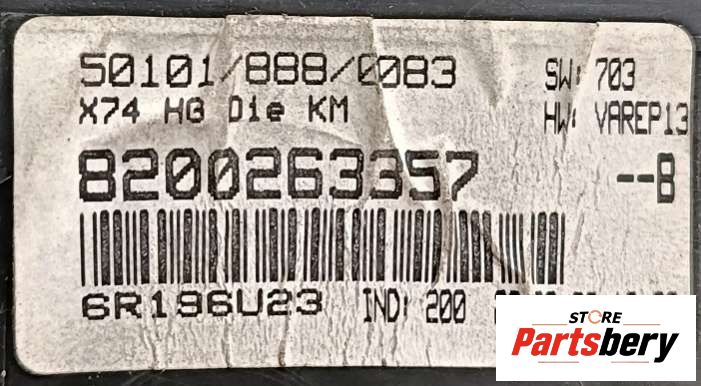 50101/888/0083 SW: 703
X74 HG Die KM HW: VAREP13
8200263357 --B
6R196U23 IND: 200
STORE
Partsbery